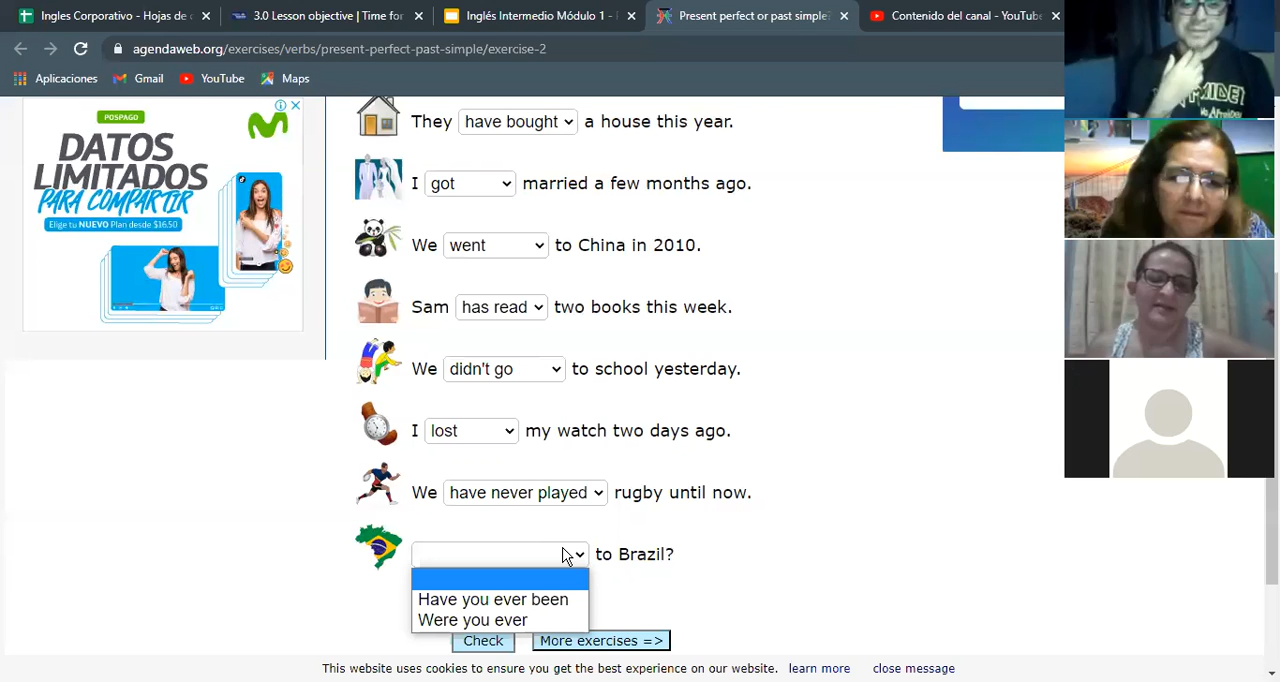 Ingles Corporativo - Hojas de
3.0 Lesson objective | Time for
Inglés Intermedio Módulo 1 -
Present perfect or past simple?
Contenido del canal - YouTube
agendaweb.org/exercises/verbs/present-perfect-past-simple/exercise-2
Aplicaciones
Gmail
YouTube
Maps
POSPAGO
DATOS
LIMITADOS
PARA COMPARTIR
Elige tu NUEVO Plan desde $16,50
They have bought a house this year.
I got married a few months ago.
We went to China in 2010.
Sam has read two books this week.
We didn't go to school yesterday.
I lost my watch two days ago.
We have never played rugby until now.
to Brazil?
Have you ever been
Were you ever
Check More exercises =>
This website uses cookies to ensure you get the best experience on our website. learn more close message